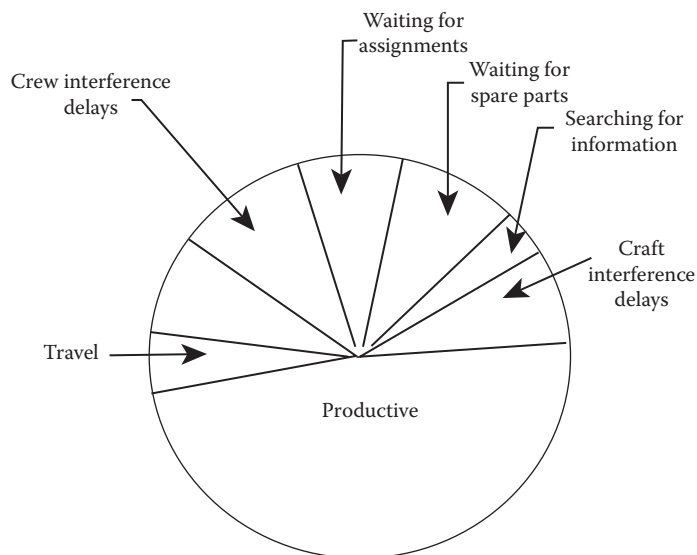 Waiting for
assignments
Crew interference
delays
Waiting for
spare parts
Searching for
information
Craft
interference
delays
Travel
Productive